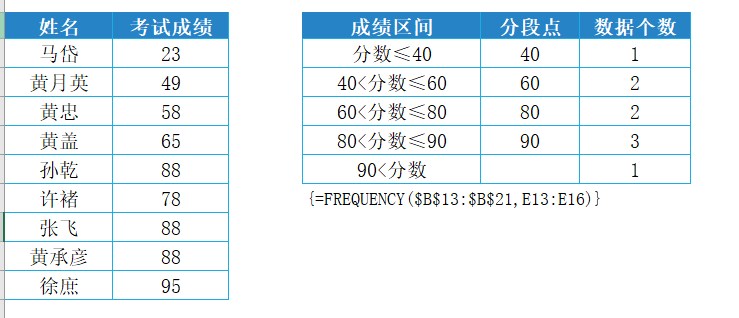 姓名 考试成绩
马岱 23
黄月英 49
黄忠 58
黄盖 65
孙乾 88
许褚 78
张飞 88
黄承彦 88
徐庶 95
成绩区间 分段点 数据个数
分数≤40 40 1
40<分数≤60 60 2
60<分数≤80 80 2
80<分数≤90 90 3
90<分数 1
{=FREQUENCY($B$13:$B$21,E13:E16)}